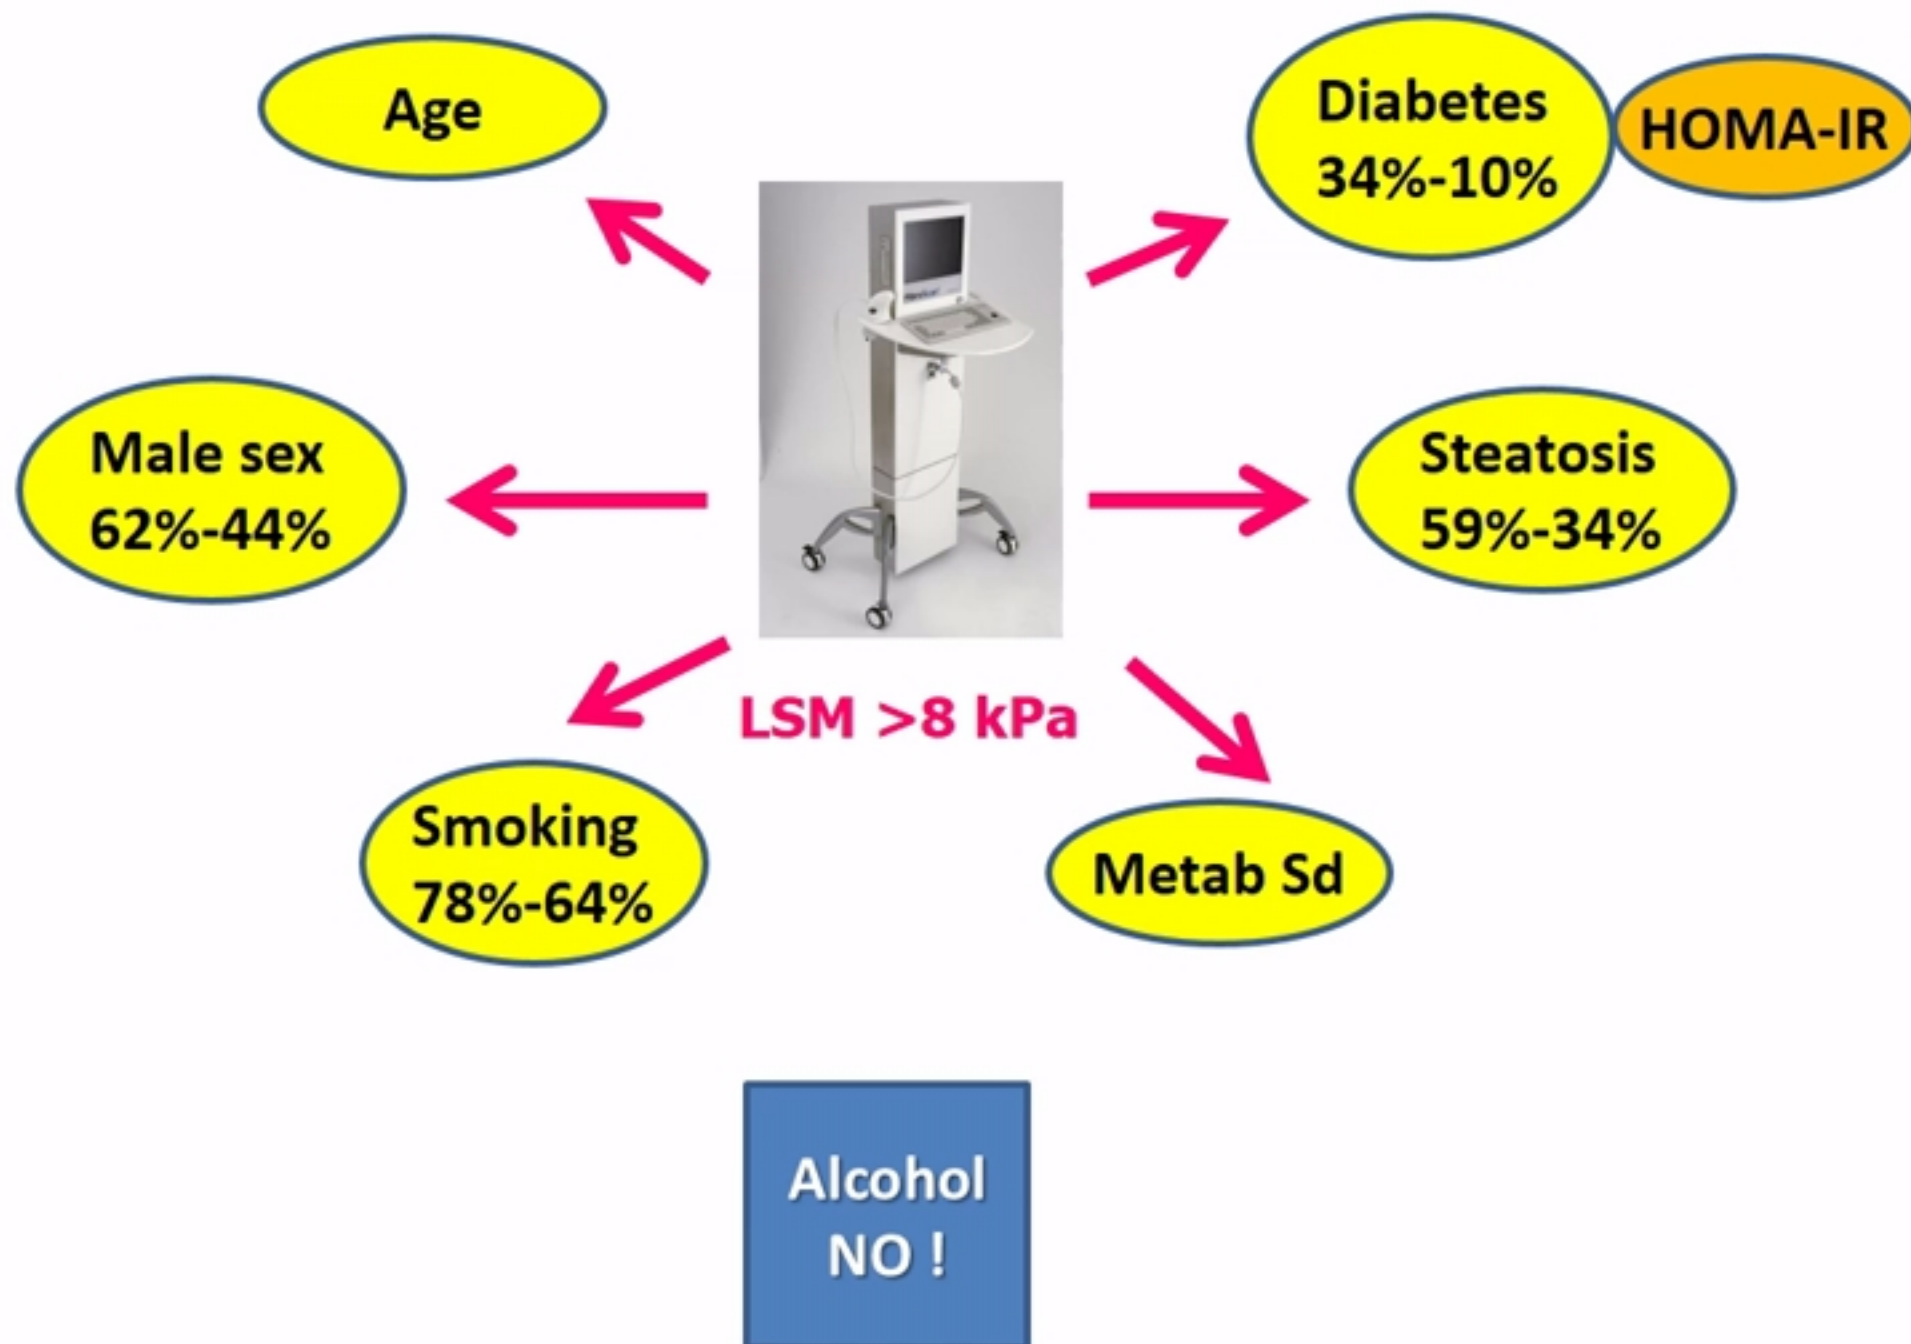 Age
Diabetes
34%-10%
HOMA-IR
Male sex
62%-44%
Steatosis
59%-34%
LSM >8 kPa
Smoking
78%-64%
Metab Sd
Alcohol
NO !